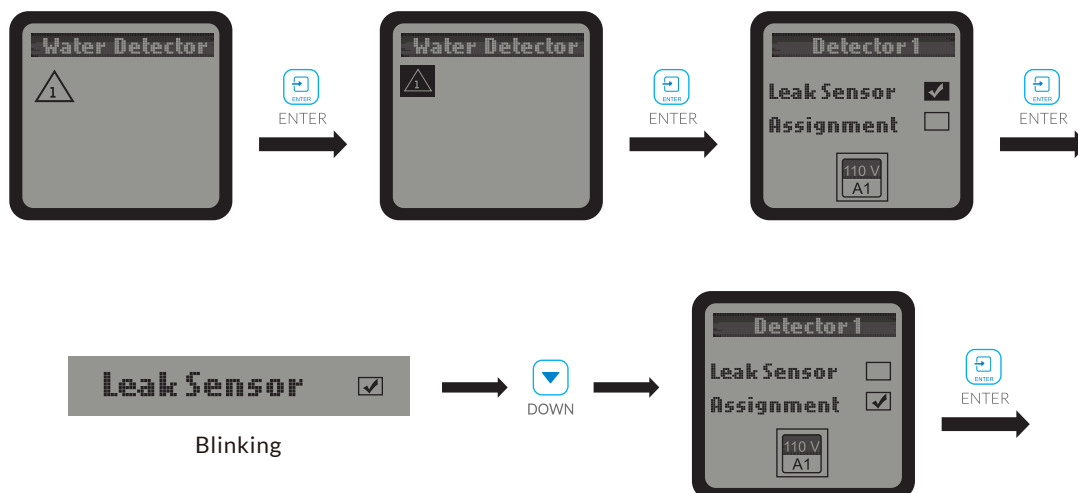 Water Detector
1
ENTER
ENTER
Water Detector
1
ENTER
ENTER
Detector 1
Leak Sensor
Assignment
110 V
A1
ENTER
ENTER
Leak Sensor
Blinking
DOWN
Detector 1
Leak Sensor
Assignment
110 V
A1
ENTER
ENTER